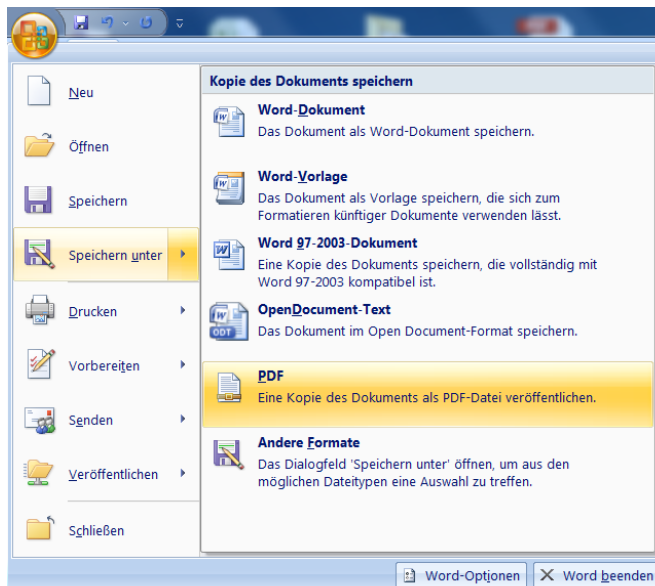 Neu
Öffnen
Speichern
Speichern unter
Drucken
Vorbereiten
Senden
Veröffentlichen
Schließen
Kopie des Dokuments speichern
Word-Dokument
Das Dokument als Word-Dokument speichern.
Word-Vorlage
Das Dokument als Vorlage speichern, die sich zum
Formatieren künftiger Dokumente verwenden lässt.
Word 97-2003-Dokument
Eine Kopie des Dokuments speichern, die vollständig mit
Word 97-2003 kompatibel ist.
OpenDocument-Text
Das Dokument im Open Document-Format speichern.
PDF
Eine Kopie des Dokuments als PDF-Datei veröffentlichen.
Andere Formate
Das Dialogfeld 'Speichern unter' öffnen, um aus den
möglichen Dateitypen eine Auswahl zu treffen.
Word-Optionen
Word beenden